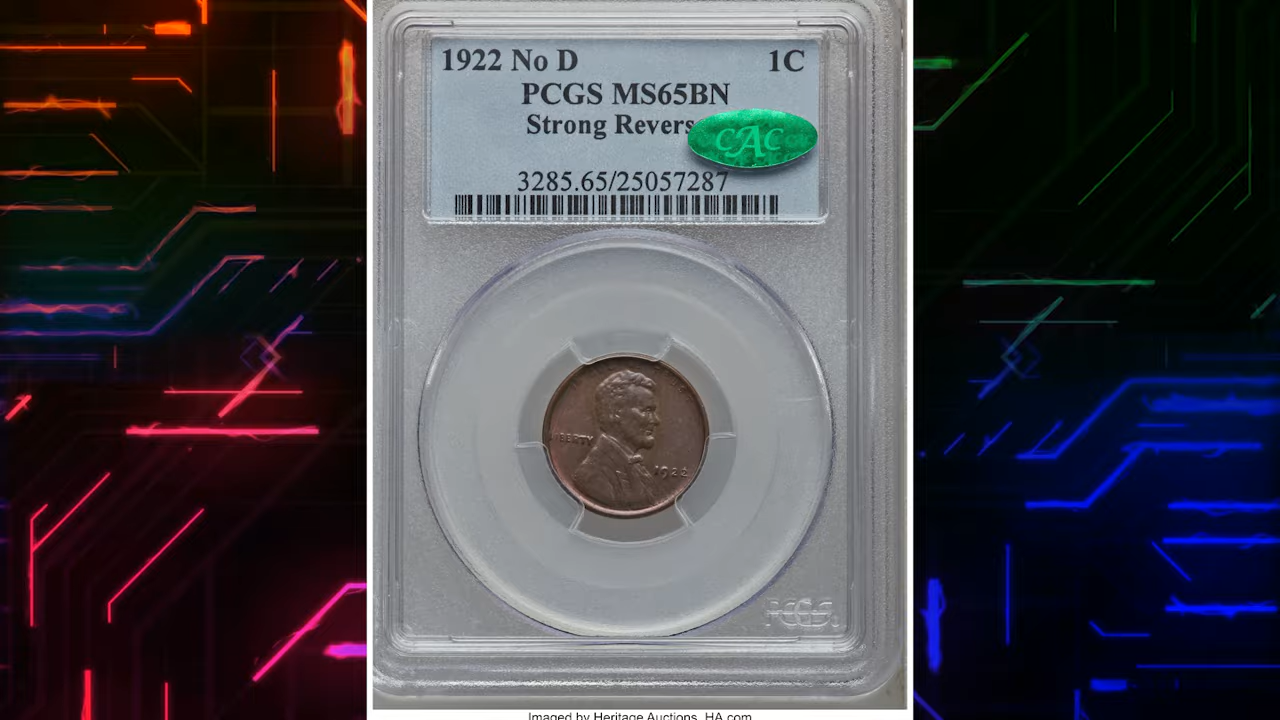 1922 No D 1C
PCGS MS65BN
Strong Revers
CAC
3285.65/25057287
LIBERTY
1922
PCGS
Imaged by Heritage Auctions, HA.com